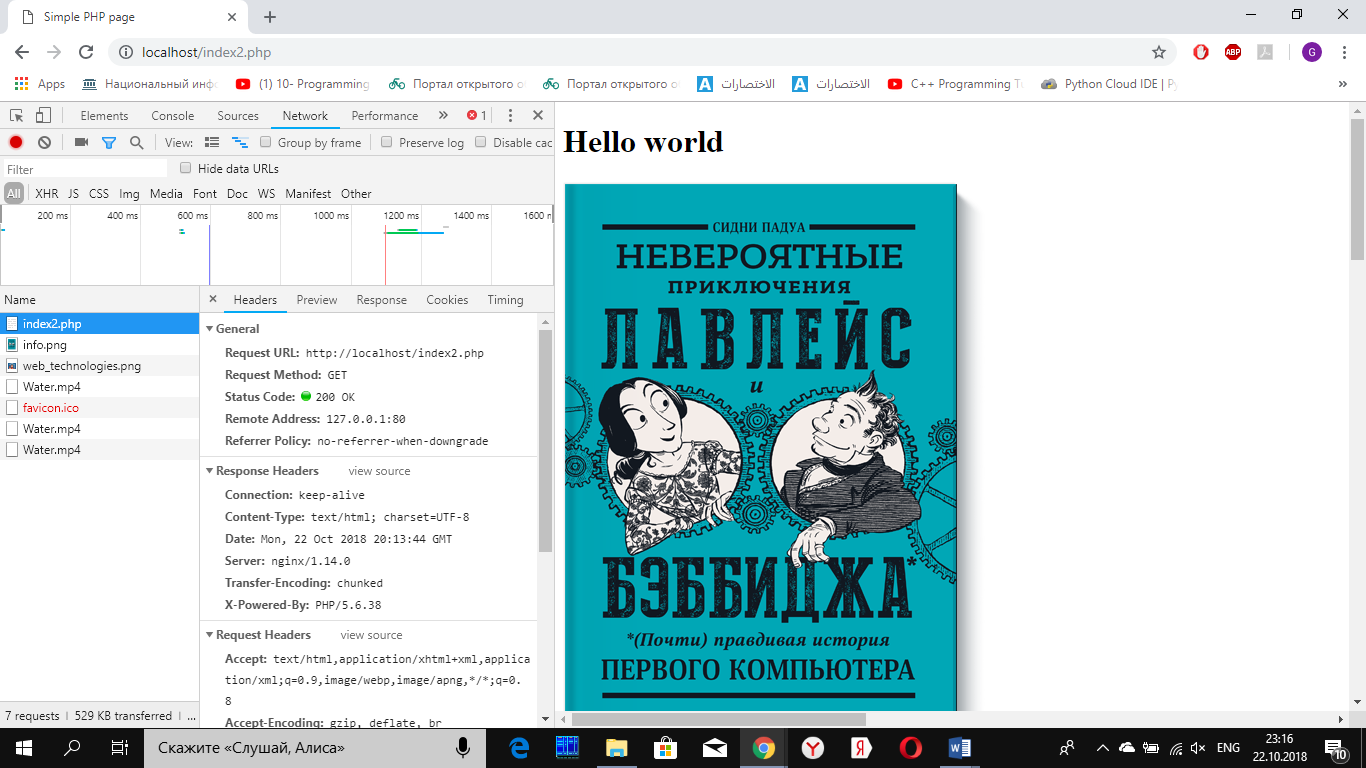 Simple PHP page
localhost/index2.php
ABP
G
Apps
Национальный инфо
(1) 10- Programming
Портал открытого о
Портал открытого о
الاختصارات
الاختصارات
C++ Programming Tu
Python Cloud IDE | Py
»
Elements Console Sources Network Performance » 1
View: Group by frame Preserve log Disable cac
Filter
Hide data URLs
All XHR JS CSS Img Media Font Doc WS Manifest Other
200 ms 400 ms 600 ms 800 ms 1000 ms 1200 ms 1400 ms 1600 m
Name
index2.php
info.png
web_technologies.png
Water.mp4
favicon.ico
Water.mp4
Water.mp4
7 requests | 529 KB transferred | ...
Headers Preview Response Cookies Timing
General
Request URL: http://localhost/index2.php
Request Method: GET
Status Code: 200 OK
Remote Address: 127.0.0.1:80
Referrer Policy: no-referrer-when-downgrade
Response Headers view source
Connection: keep-alive
Content-Type: text/html; charset=UTF-8
Date: Mon, 22 Oct 2018 20:13:44 GMT
Server: nginx/1.14.0
Transfer-Encoding: chunked
X-Powered-By: PHP/5.6.38
Request Headers view source
Accept: text/html,application/xhtml+xml,applica
tion/xml;q=0.9,image/webp,image/apng,*/*;q=0.
8
Accept-Encoding: gzip, deflate, br
Hello world
СИДНИ ПАДУА
НЕВЕРОЯТНЫЕ
ПРИКЛЮЧЕНИЯ
ЛАВЛЕЙС
и
БЭББИДЖА*
*(Почти) правдивая история
ПЕРВОГО КОМПЬЮТЕРА
Скажите «Слушай, Алиса»
ENG
23:16
22.10.2018
10